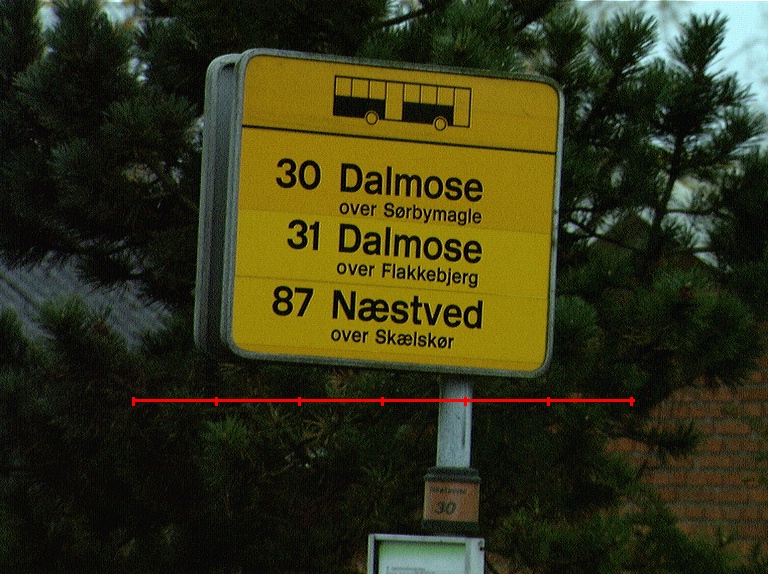 30 Dalmose
over Sørbymagle
31 Dalmose
over Flakkebjerg
87 Næstved
over Skælskør
30